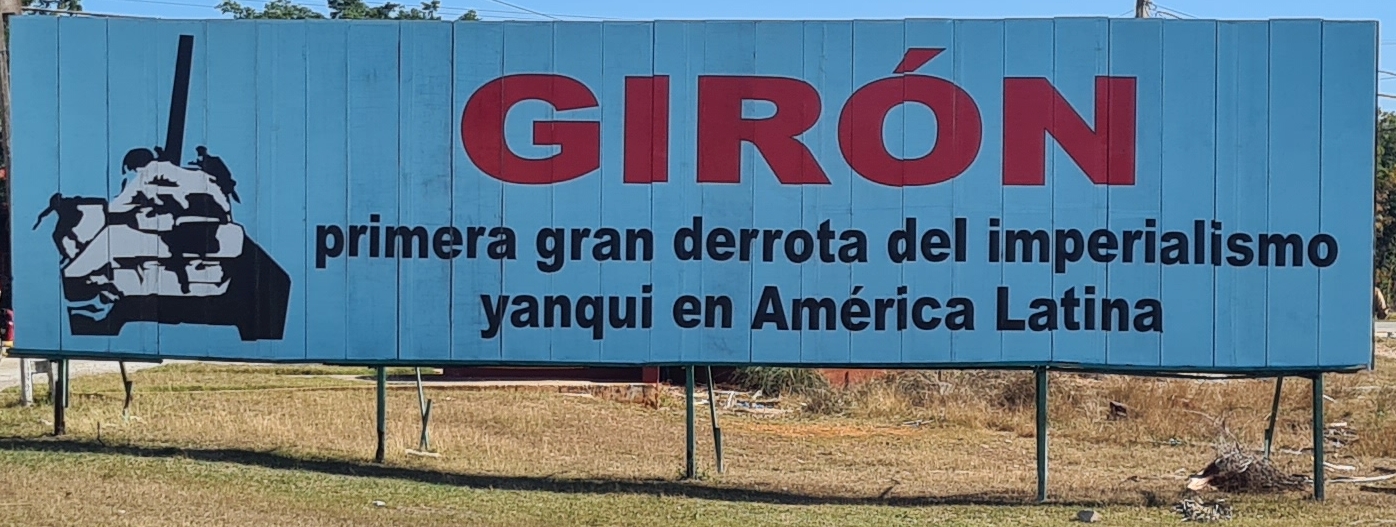 GIRÓN
primera gran derrota del imperialismo
yanqui en América Latina